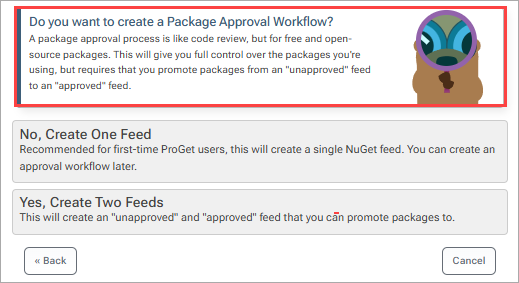 Do you want to create a Package Approval Workflow?
A package approval process is like code review, but for free and open-
source packages. This will give you full control over the packages you're
using, but requires that you promote packages from an "unapproved" feed
to an "approved" feed.
No, Create One Feed
Recommended for first-time ProGet users, this will create a single NuGet feed. You can create an
approval workflow later.
Yes, Create Two Feeds
This will create an "unapproved" and "approved" feed that you can promote packages to.
« Back
Cancel